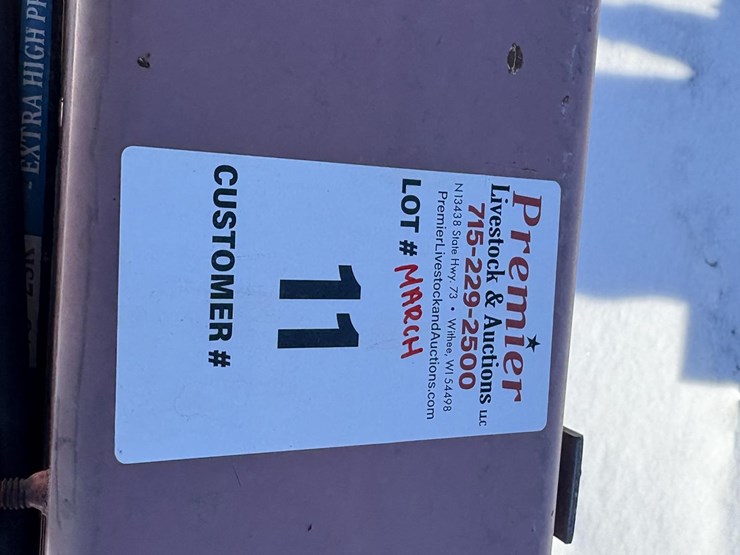 Premier
Livestock & Auctions LLC
715-229-2500
N13438 State Hwy. 73 • Withee, WI 54498
PremierLivestockandAuctions.com
LOT # MARCH
11
CUSTOMER #
- EXTRA HIGH